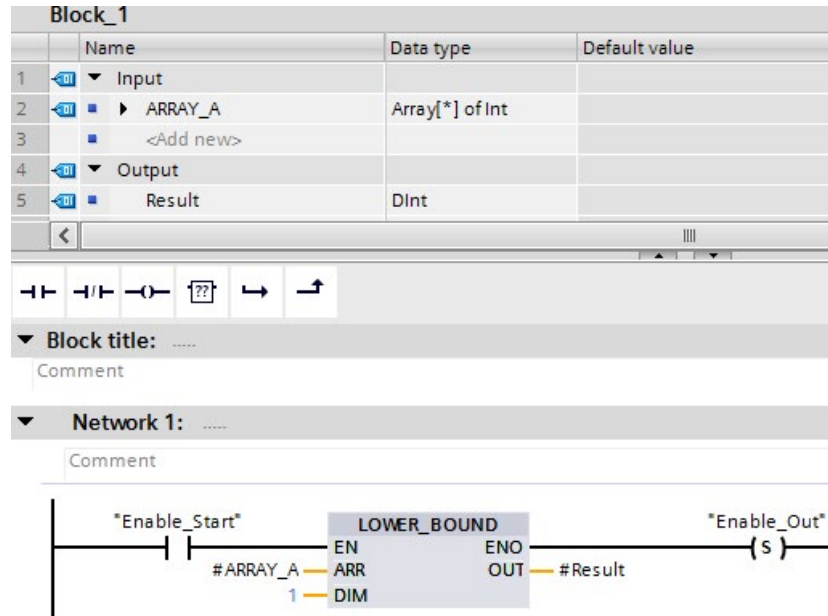 Block_1
Name Data type Default value
1 Input
2 ARRAY_A Array[*] of Int
3 <Add new>
4 Output
5 Result DInt
??
Block title: .....
Comment
Network 1: .....
Comment
"Enable_Start" LOWER_BOUND "Enable_Out"
EN ENO S
#ARRAY_A ARR OUT #Result
1 DIM